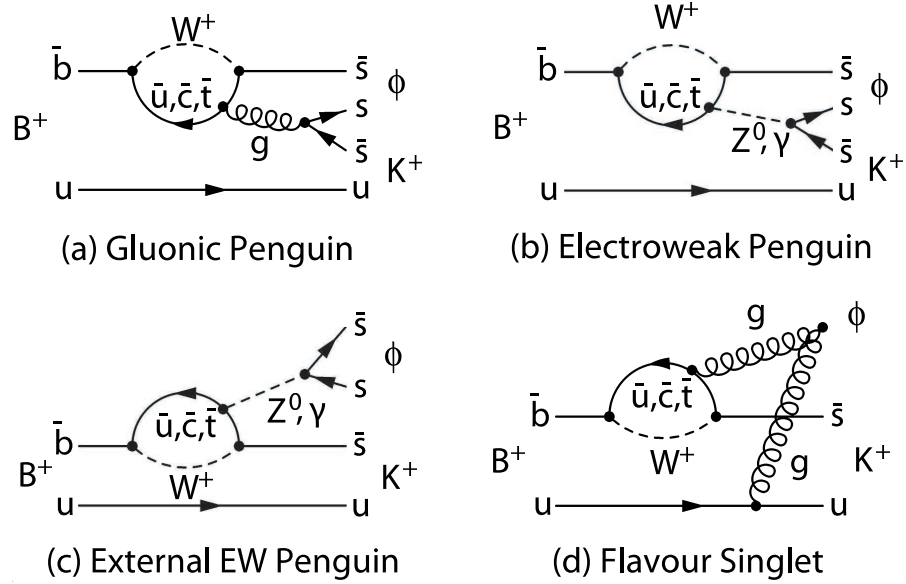 W⁺
b̄ s̄
ū,c̄,t̄ s ϕ
B⁺ g s̄
K⁺
u u
(a) Gluonic Penguin
W⁺
b̄ s̄
ū,c̄,t̄ s ϕ
B⁺ Z⁰,γ s̄
K⁺
u u
(b) Electroweak Penguin
s̄
ϕ
ū,c̄,t̄ Z⁰,γ s
b̄ s̄
B⁺ W⁺ K⁺
u u
(c) External EW Penguin
g ϕ
ū,c̄,t̄
b̄ s̄
B⁺ W⁺ g K⁺
u u
(d) Flavour Singlet